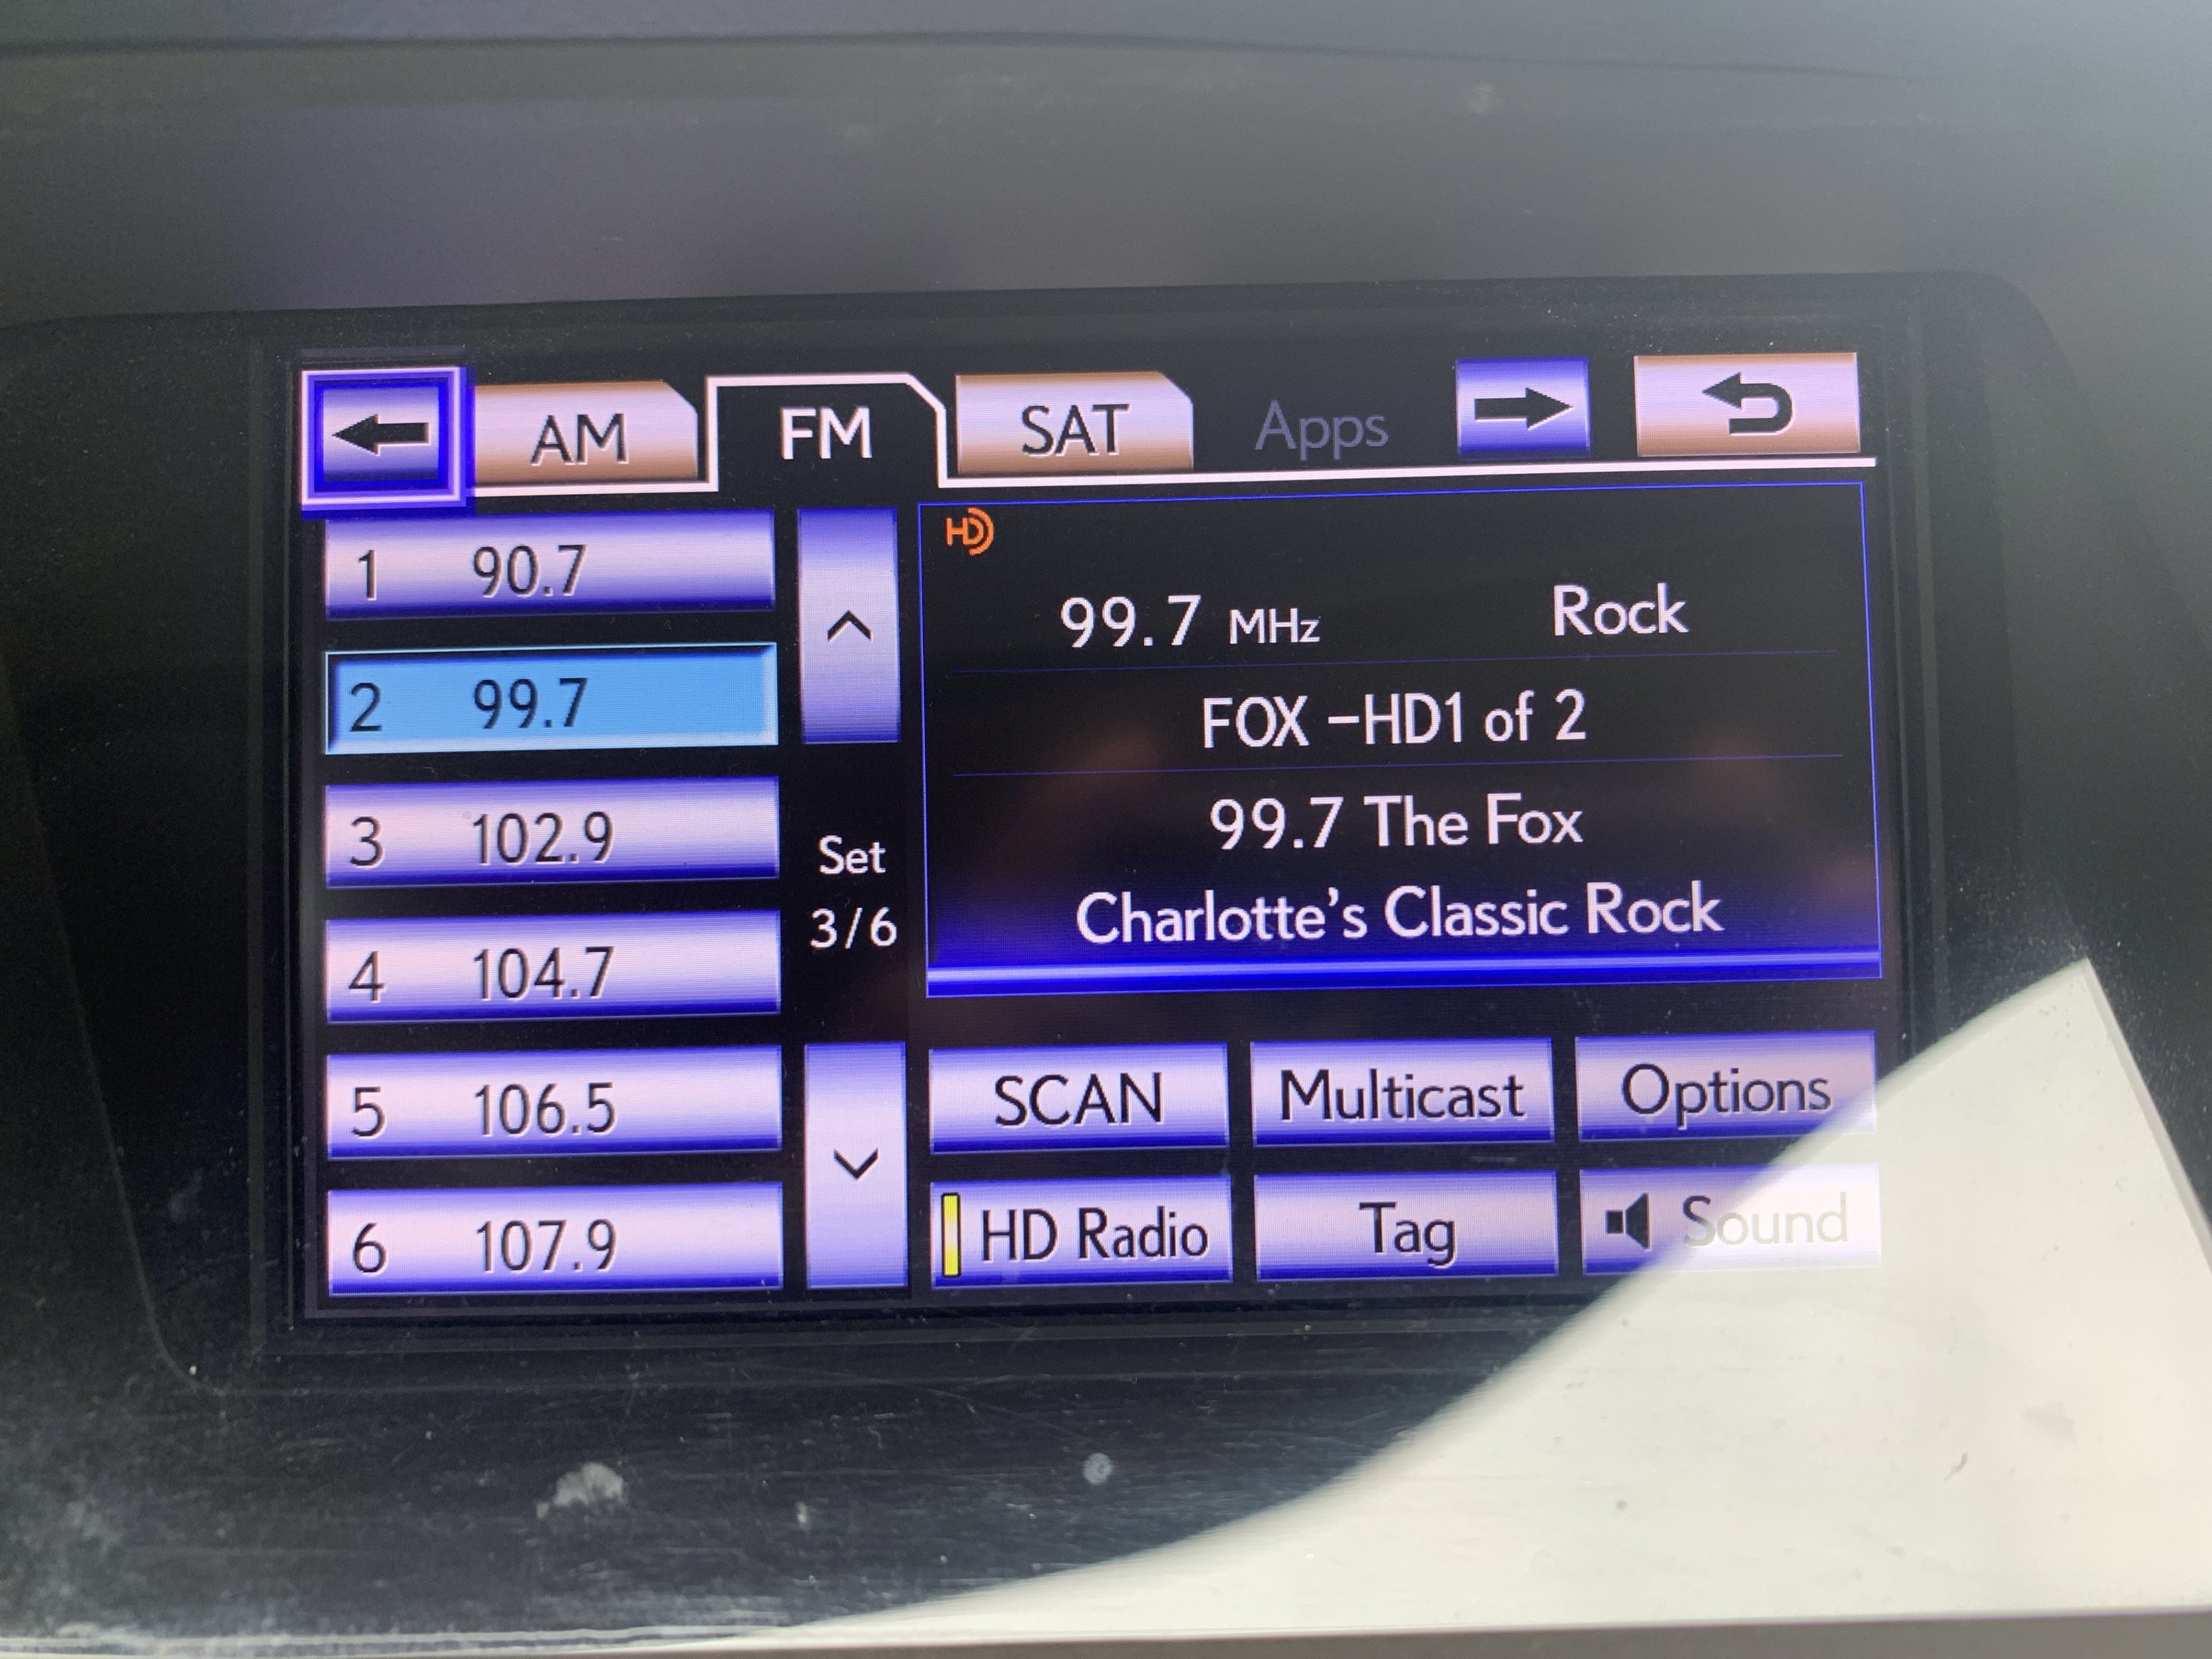 AM FM SAT Apps
1 90.7
2 99.7
3 102.9
4 104.7
5 106.5
6 107.9
Set
3/6
HD
99.7 MHz Rock
FOX -HD1 of 2
99.7 The Fox
Charlotte's Classic Rock
SCAN Multicast Options
HD Radio Tag Sound